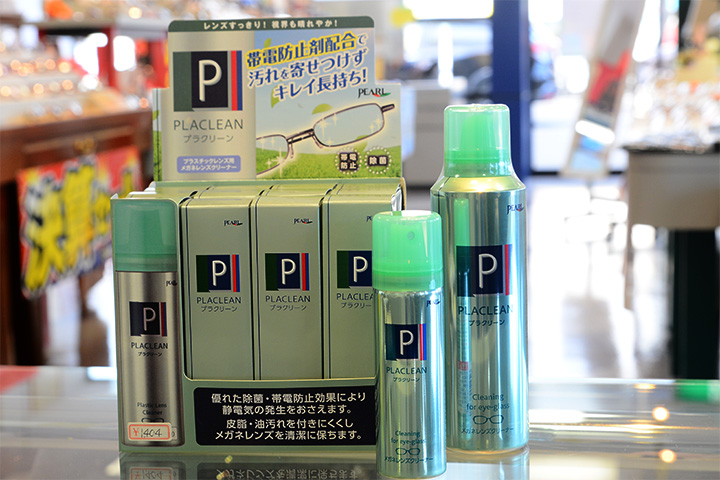 レンズすっきり！視界も晴れやか！
P
PLACLEAN
プラクリーン
プラスチックレンズ用
メガネレンズクリーナー
帯電防止剤配合で
汚れを寄せつけず
キレイ長持ち！
PEARL
帯電
防止
除菌
PEARL
P
PLACLEAN
プラクリーン
PEARL
P
PLACLEAN
プラクリーン
PEARL
P
PLACLEAN
プラクリーン
PEARL
P
PLACLEAN
プラクリーン
Plastic Lens
Cleaner
¥1404
優れた除菌・帯電防止効果により
静電気の発生をおさえます。
皮脂・油汚れを付きにくくし
メガネレンズを清潔に保ちます。
PEARL
P
PLACLEAN
プラクリーン
Cleaning
for eye-glass
メガネレンズクリーナー
PEARL
P
PLACLEAN
プラクリーン
Cleaning
for eye-glass
メガネレンズクリーナー